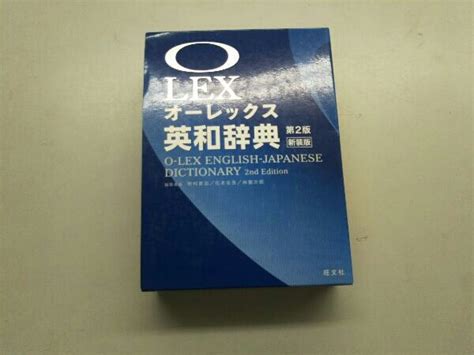 O
LEX
オーレックス
英和辞典 第2版
新装版
O-LEX ENGLISH-JAPANESE
DICTIONARY 2nd Edition
旺文社